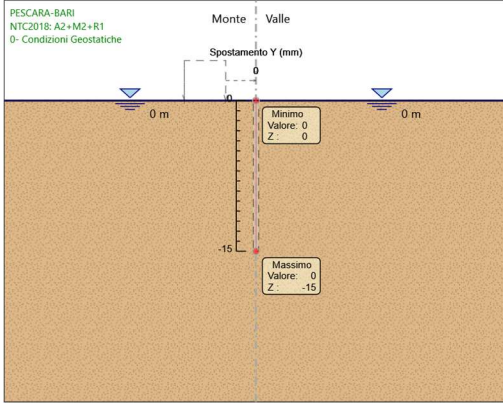 PESCARA-BARI
NTC2018: A2+M2+R1
0- Condizioni Geostatiche
Monte Valle
Spostamento Y (mm)
0
0
0 m
0 m
Minimo
Valore: 0
Z : 0
-15
Massimo
Valore: 0
Z : -15